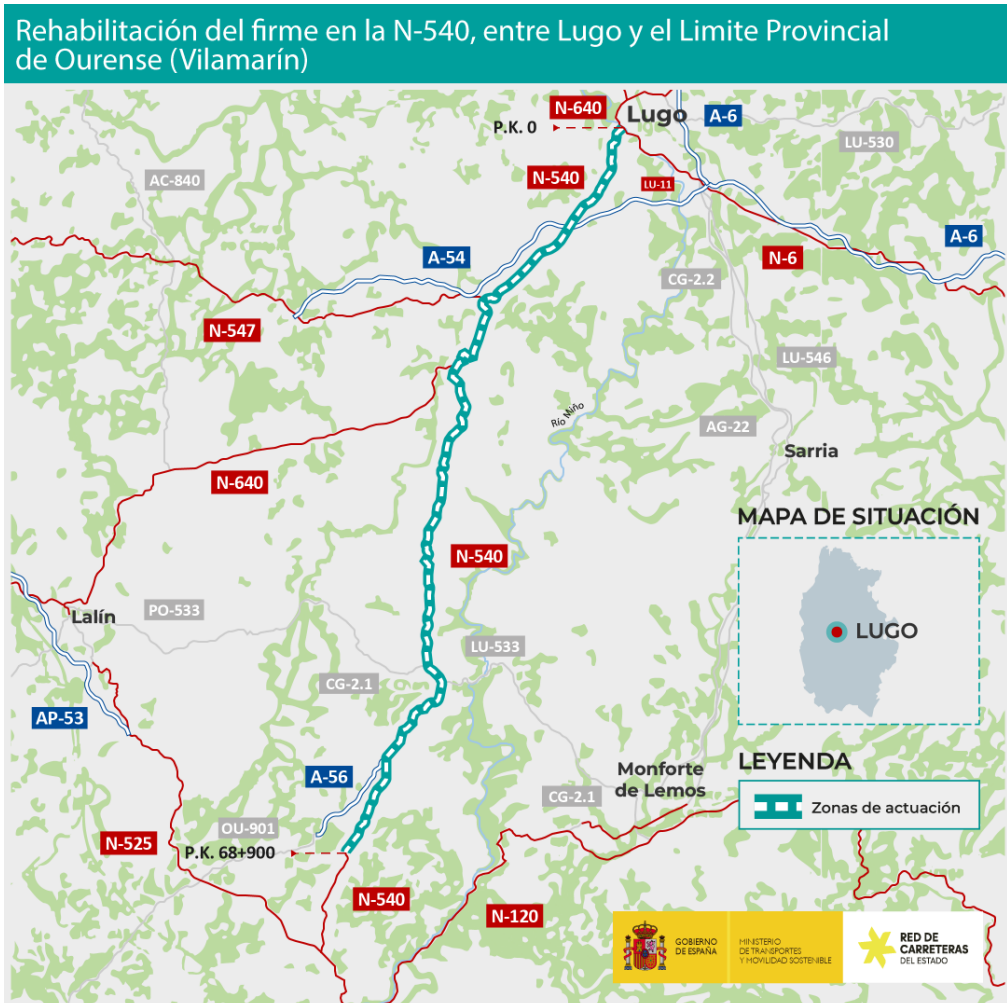 Rehabilitación del firme en la N-540, entre Lugo y el Limite Provincial
de Ourense (Vilamarín)
N-640
Lugo
A-6
P.K. 0
LU-530
AC-840
N-540
LU-11
A-54
N-6
A-6
CG-2.2
N-547
LU-546
Río Miño
AG-22
Sarria
N-640
MAPA DE SITUACIÓN
N-540
LUGO
Lalín
PO-533
LU-533
CG-2.1
AP-53
A-56
Monforte
de Lemos
CG-2.1
LEYENDA
Zonas de actuación
OU-901
N-525
P.K. 68+900
N-540
N-120
GOBIERNO
DE ESPAÑA
MINISTERIO
DE TRANSPORTES
Y MOVILIDAD SOSTENIBLE
RED DE
CARRETERAS
DEL ESTADO